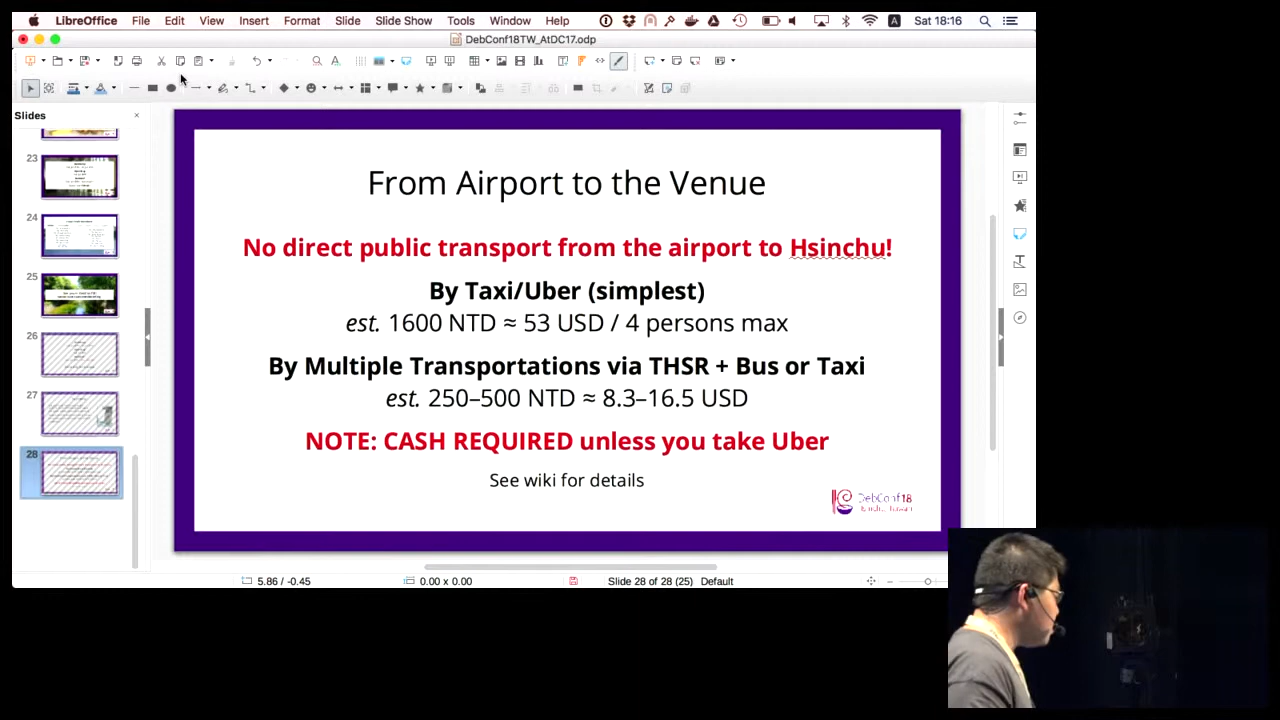 LibreOffice File Edit View Insert Format Slide Slide Show Tools Window Help Sat 18:16
DebConf18TW_AtDC17.odp
Slides
23
24
25
26
27
28
From Airport to the Venue
No direct public transport from the airport to Hsinchu!
By Taxi/Uber (simplest)
est. 1600 NTD ≈ 53 USD / 4 persons max
By Multiple Transportations via THSR + Bus or Taxi
est. 250–500 NTD ≈ 8.3–16.5 USD
NOTE: CASH REQUIRED unless you take Uber
See wiki for details
DebConf18
5.86 / -0.45 0.00 x 0.00 Slide 28 of 28 (25) Default